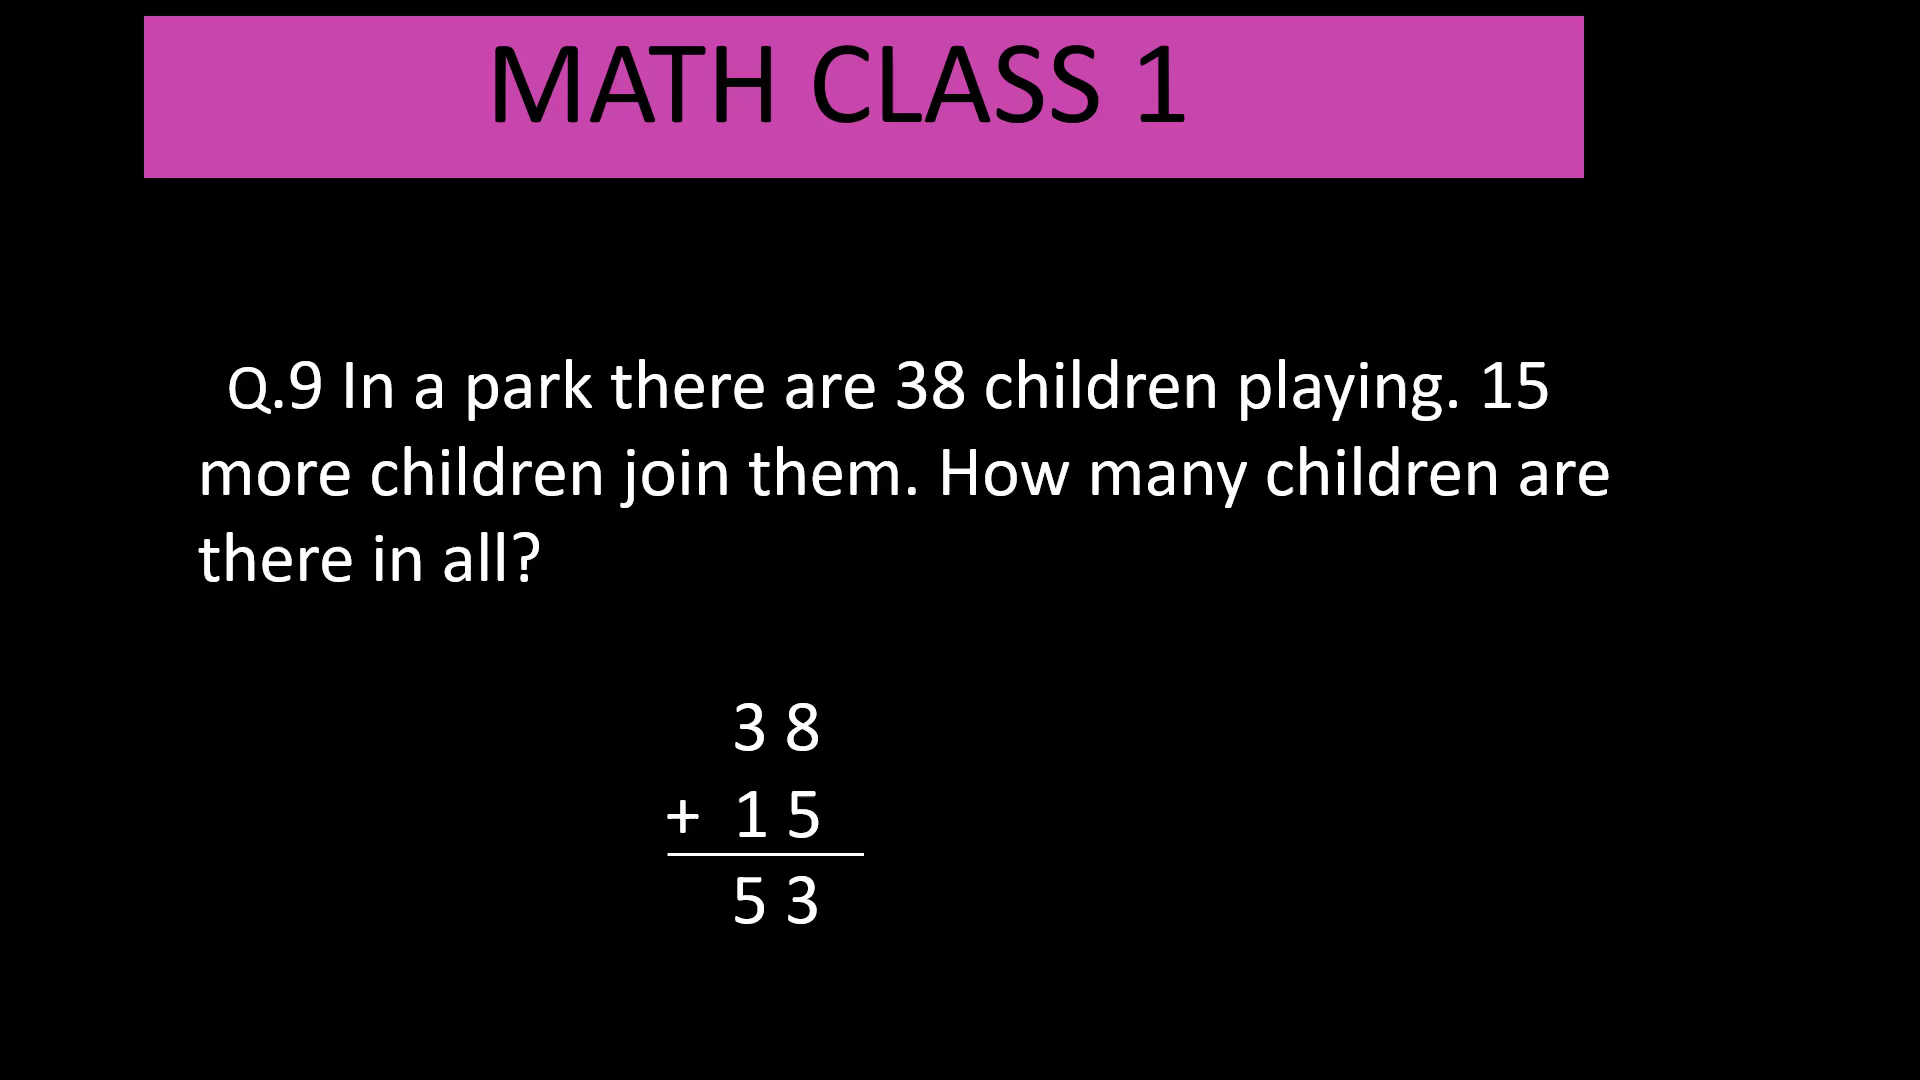 MATH CLASS 1
Q.9 In a park there are 38 children playing. 15
more children join them. How many children are
there in all?
3 8
+ 1 5
5 3